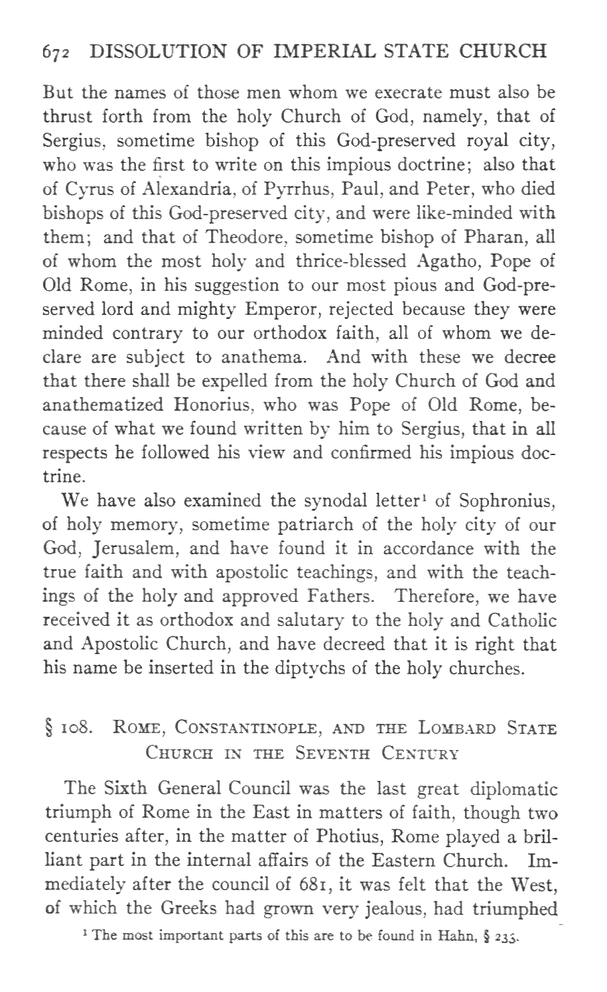 672 DISSOLUTION OF IMPERIAL STATE CHURCH
But the names of those men whom we execrate must also be
thrust forth from the holy Church of God, namely, that of
Sergius, sometime bishop of this God-preserved royal city,
who was the first to write on this impious doctrine; also that
of Cyrus of Alexandria, of Pyrrhus, Paul, and Peter, who died
bishops of this God-preserved city, and were like-minded with
them; and that of Theodore, sometime bishop of Pharan, all
of whom the most holy and thrice-blessed Agatho, Pope of
Old Rome, in his suggestion to our most pious and God-pre-
served lord and mighty Emperor, rejected because they were
minded contrary to our orthodox faith, all of whom we de-
clare are subject to anathema. And with these we decree
that there shall be expelled from the holy Church of God and
anathematized Honorius, who was Pope of Old Rome, be-
cause of what we found written by him to Sergius, that in all
respects he followed his view and confirmed his impious doc-
trine.
We have also examined the synodal letter¹ of Sophronius,
of holy memory, sometime patriarch of the holy city of our
God, Jerusalem, and have found it in accordance with the
true faith and with apostolic teachings, and with the teach-
ings of the holy and approved Fathers. Therefore, we have
received it as orthodox and salutary to the holy and Catholic
and Apostolic Church, and have decreed that it is right that
his name be inserted in the diptychs of the holy churches.
§ 108. ROME, CONSTANTINOPLE, AND THE LOMBARD STATE
CHURCH IN THE SEVENTH CENTURY
The Sixth General Council was the last great diplomatic
triumph of Rome in the East in matters of faith, though two
centuries after, in the matter of Photius, Rome played a bril-
liant part in the internal affairs of the Eastern Church. Im-
mediately after the council of 681, it was felt that the West,
of which the Greeks had grown very jealous, had triumphed
¹ The most important parts of this are to be found in Hahn, § 233.